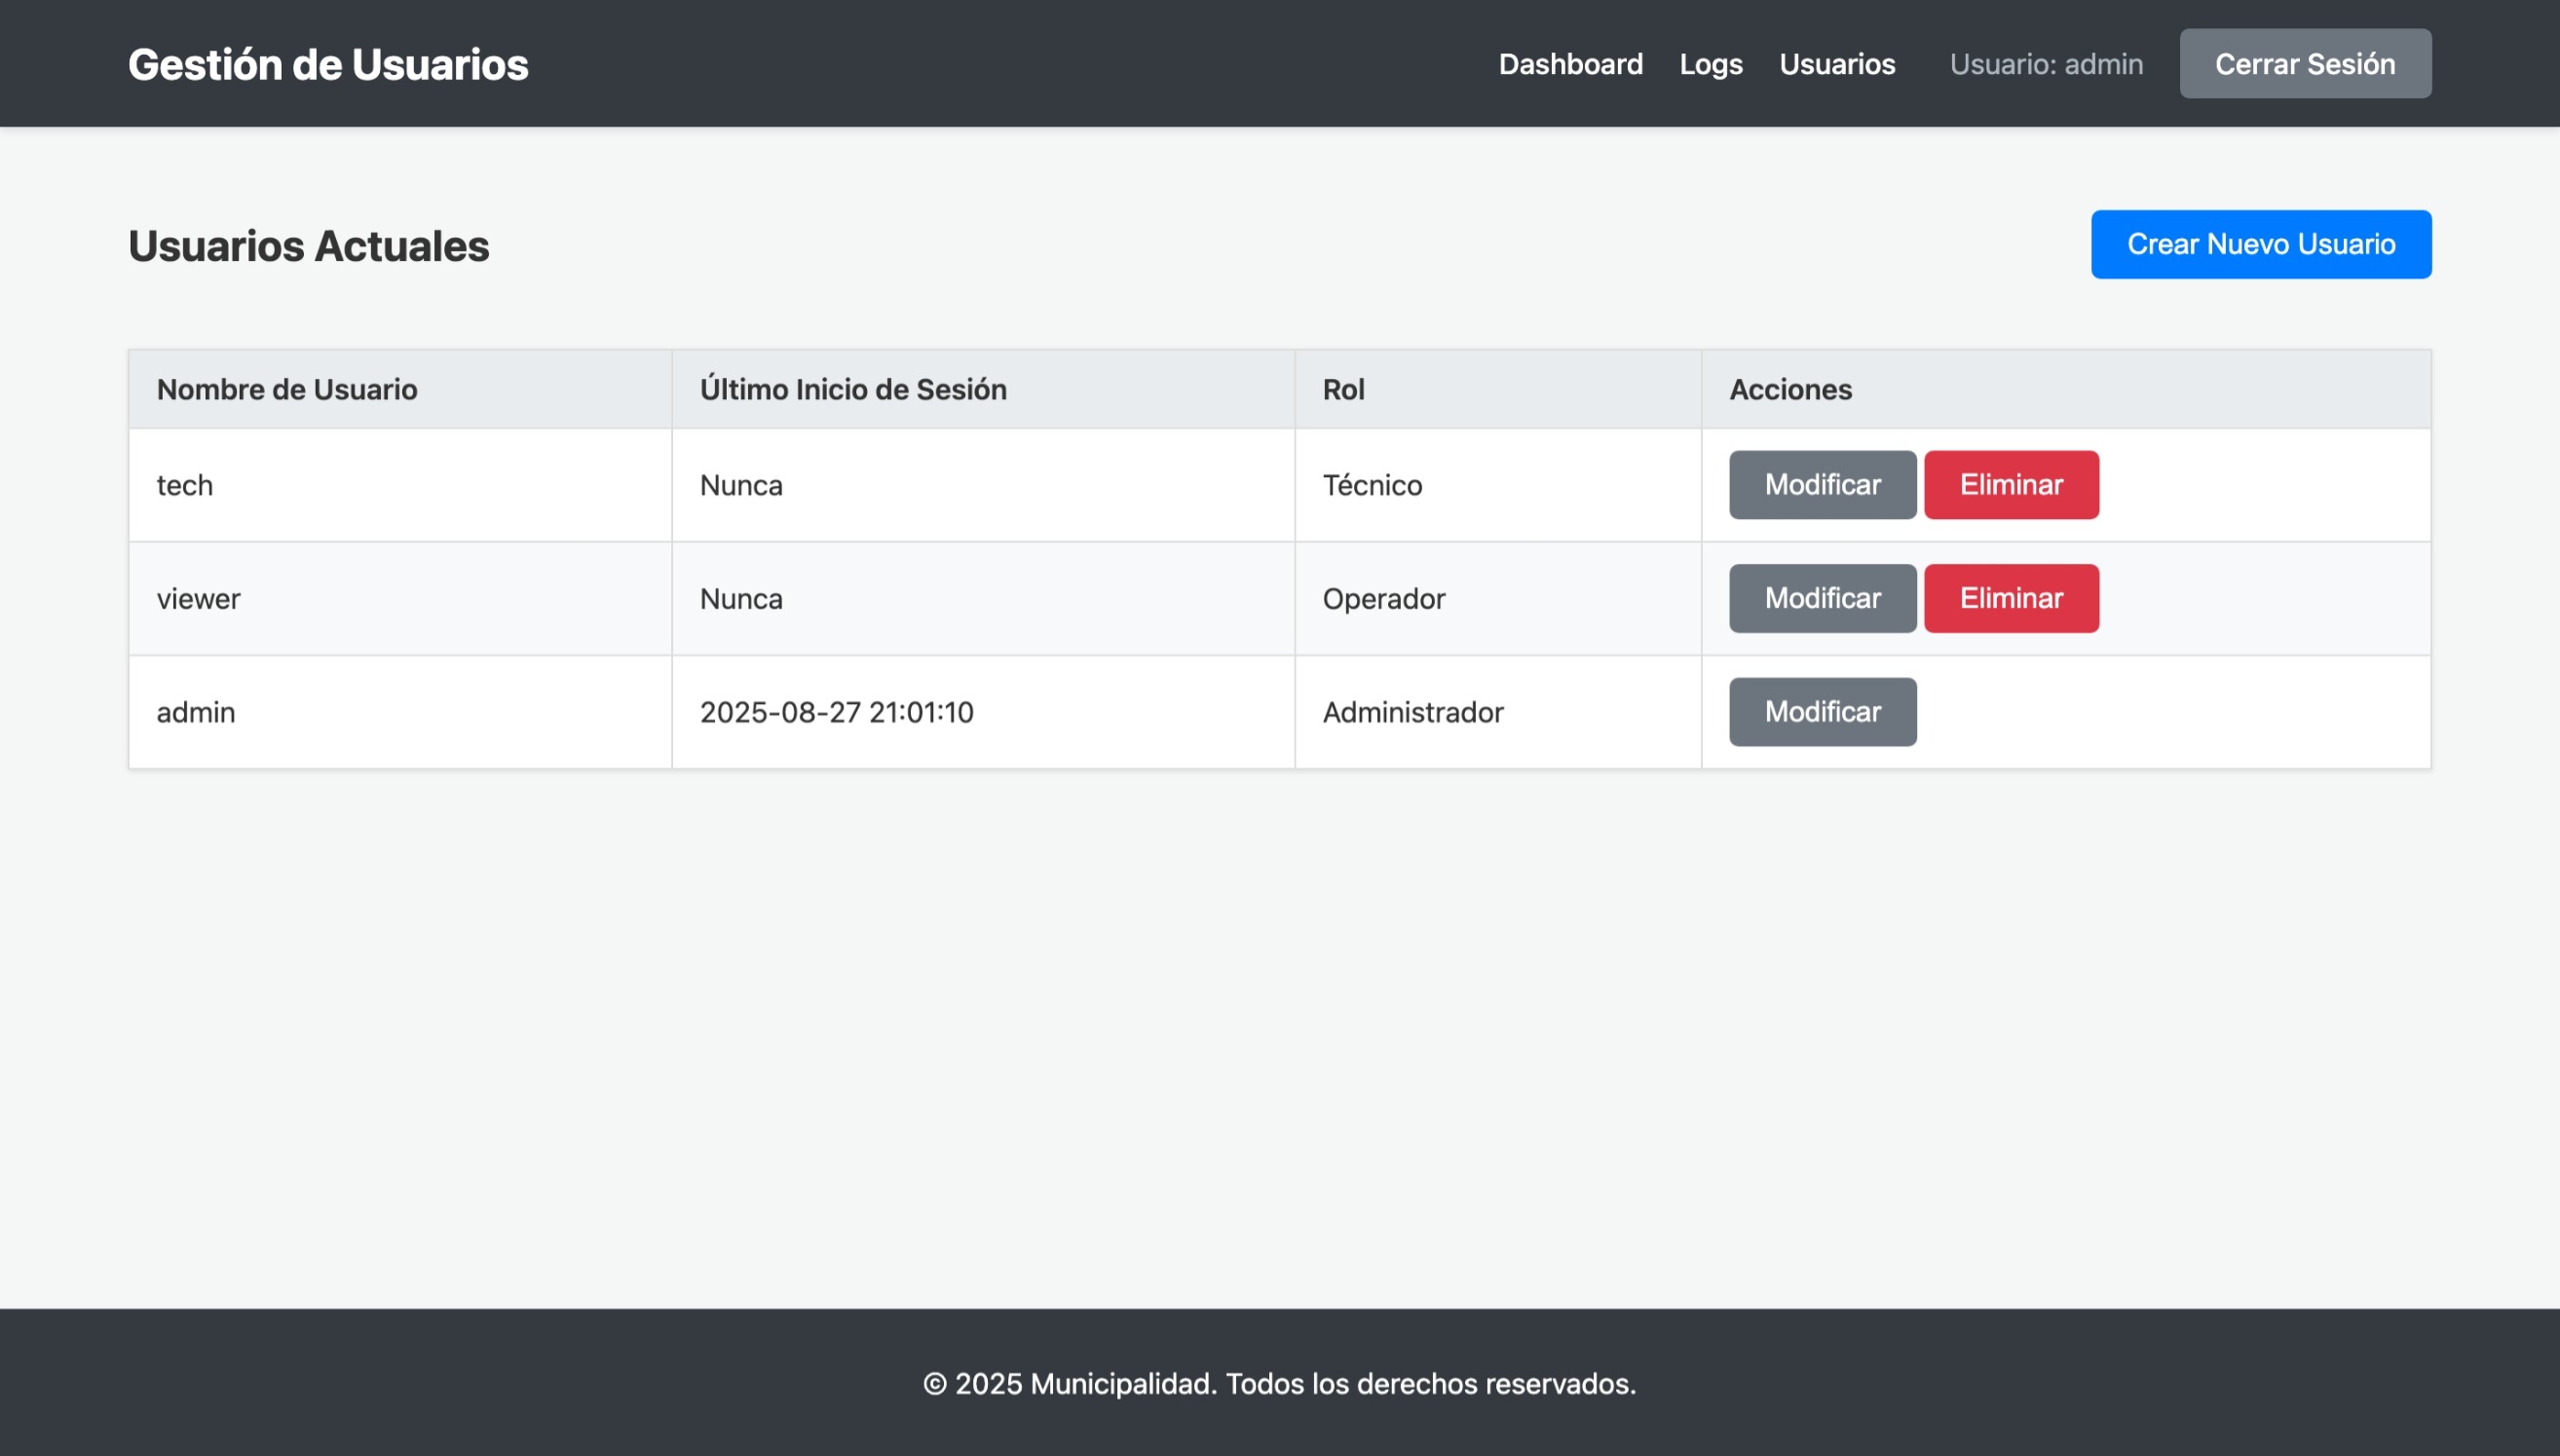 Gestión de Usuarios
Dashboard Logs Usuarios Usuario: admin Cerrar Sesión
Usuarios Actuales
Crear Nuevo Usuario
Nombre de Usuario Último Inicio de Sesión Rol Acciones
tech Nunca Técnico Modificar Eliminar
viewer Nunca Operador Modificar Eliminar
admin 2025-08-27 21:01:10 Administrador Modificar
© 2025 Municipalidad. Todos los derechos reservados.